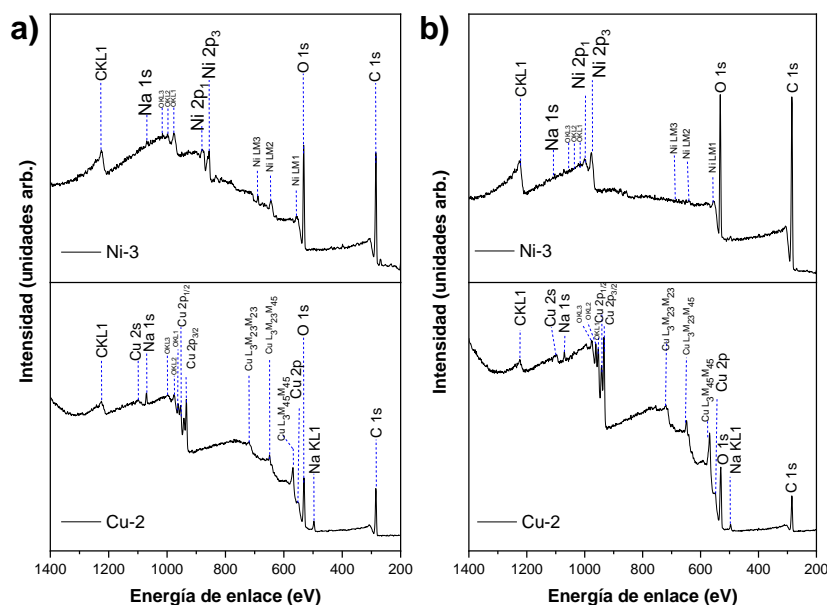 a)
CKL1
Na 1s
OKL3
OKL2
OKL1
Ni 2p1
Ni 2p3
Ni LM3
Ni LM2
Ni LM1
O 1s
C 1s
Ni-3
CKL1
Cu 2s
Na 1s
OKL3
OKL2
OKL1
Cu 2p1/2
Cu 2p3/2
Cu L3M23M23
Cu L3M23M45
Cu L3M45M45
Cu 2p
O 1s
Na KL1
C 1s
Cu-2
Intensidad (unidades arb.)
1400 1200 1000 800 600 400 200
Energía de enlace (eV)
b)
CKL1
Na 1s
OKL3
OKL2
OKL1
Ni 2p1
Ni 2p3
Ni LM3
Ni LM2
Ni LM1
O 1s
C 1s
Ni-3
CKL1
Cu 2s
Na 1s
OKL3
OKL2
OKL1
Cu 2p1/2
Cu 2p3/2
Cu L3M23M23
Cu L3M23M45
Cu L3M45M45
Cu 2p
O 1s
Na KL1
C 1s
Cu-2
Intensidad (unidades arb.)
1400 1200 1000 800 600 400 200
Energía de enlace (eV)